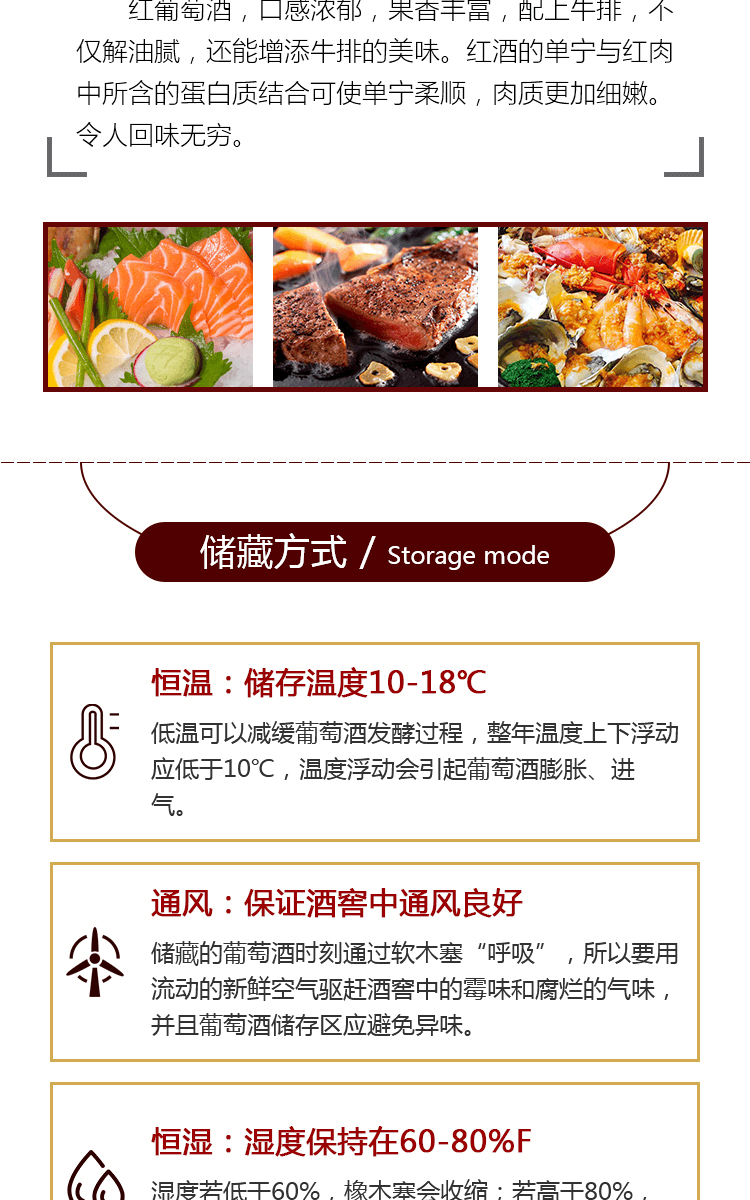 红葡萄酒，口感浓郁，果香丰富，配上牛排，不
仅解油腻，还能增添牛排的美味。红酒的单宁与红肉
中所含的蛋白质结合可使单宁柔顺，肉质更加细嫩。
令人回味无穷。
储藏方式 / Storage mode
恒温：储存温度10-18℃
低温可以减缓葡萄酒发酵过程，整年温度上下浮动
应低于10℃，温度浮动会引起葡萄酒膨胀、进
气。
通风：保证酒窖中通风良好
储藏的葡萄酒时刻通过软木塞“呼吸”，所以要用
流动的新鲜空气驱赶酒窖中的霉味和腐烂的气味，
并且葡萄酒储存区应避免异味。
恒湿：湿度保持在60-80%F
湿度若低于60%，橡木塞会收缩；若高于80%，